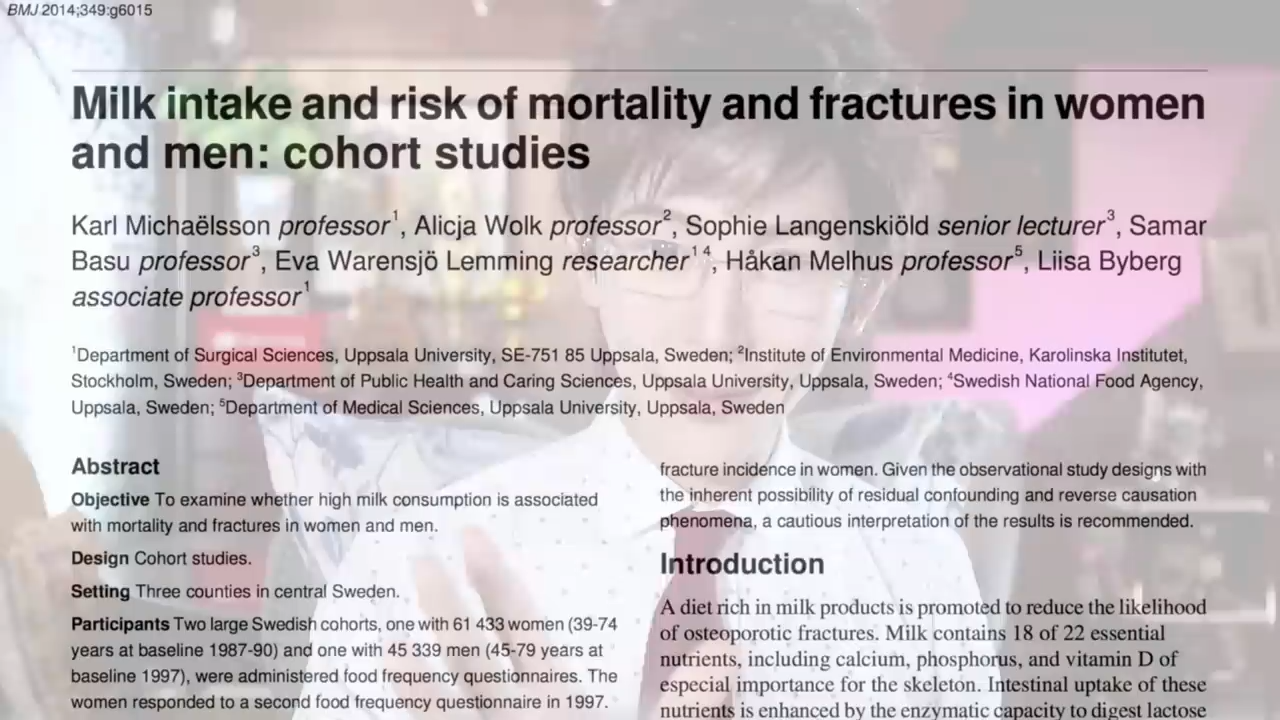 BMJ 2014;349:g6015
Milk intake and risk of mortality and fractures in women
and men: cohort studies
Karl Michaëlsson professor¹, Alicja Wolk professor², Sophie Langenskiöld senior lecturer³, Samar
Basu professor³, Eva Warensjö Lemming researcher¹ ⁴, Håkan Melhus professor⁵, Liisa Byberg
associate professor¹
¹Department of Surgical Sciences, Uppsala University, SE-751 85 Uppsala, Sweden; ²Institute of Environmental Medicine, Karolinska Institutet,
Stockholm, Sweden; ³Department of Public Health and Caring Sciences, Uppsala University, Uppsala, Sweden; ⁴Swedish National Food Agency,
Uppsala, Sweden; ⁵Department of Medical Sciences, Uppsala University, Uppsala, Sweden
Abstract
Objective To examine whether high milk consumption is associated
with mortality and fractures in women and men.
Design Cohort studies.
Setting Three counties in central Sweden.
Participants Two large Swedish cohorts, one with 61 433 women (39-74
years at baseline 1987-90) and one with 45 339 men (45-79 years at
baseline 1997), were administered food frequency questionnaires. The
women responded to a second food frequency questionnaire in 1997.
fracture incidence in women. Given the observational study designs with
the inherent possibility of residual confounding and reverse causation
phenomena, a cautious interpretation of the results is recommended.
Introduction
A diet rich in milk products is promoted to reduce the likelihood
of osteoporotic fractures. Milk contains 18 of 22 essential
nutrients, including calcium, phosphorus, and vitamin D of
especial importance for the skeleton. Intestinal uptake of these
nutrients is enhanced by the enzymatic capacity to digest lactose